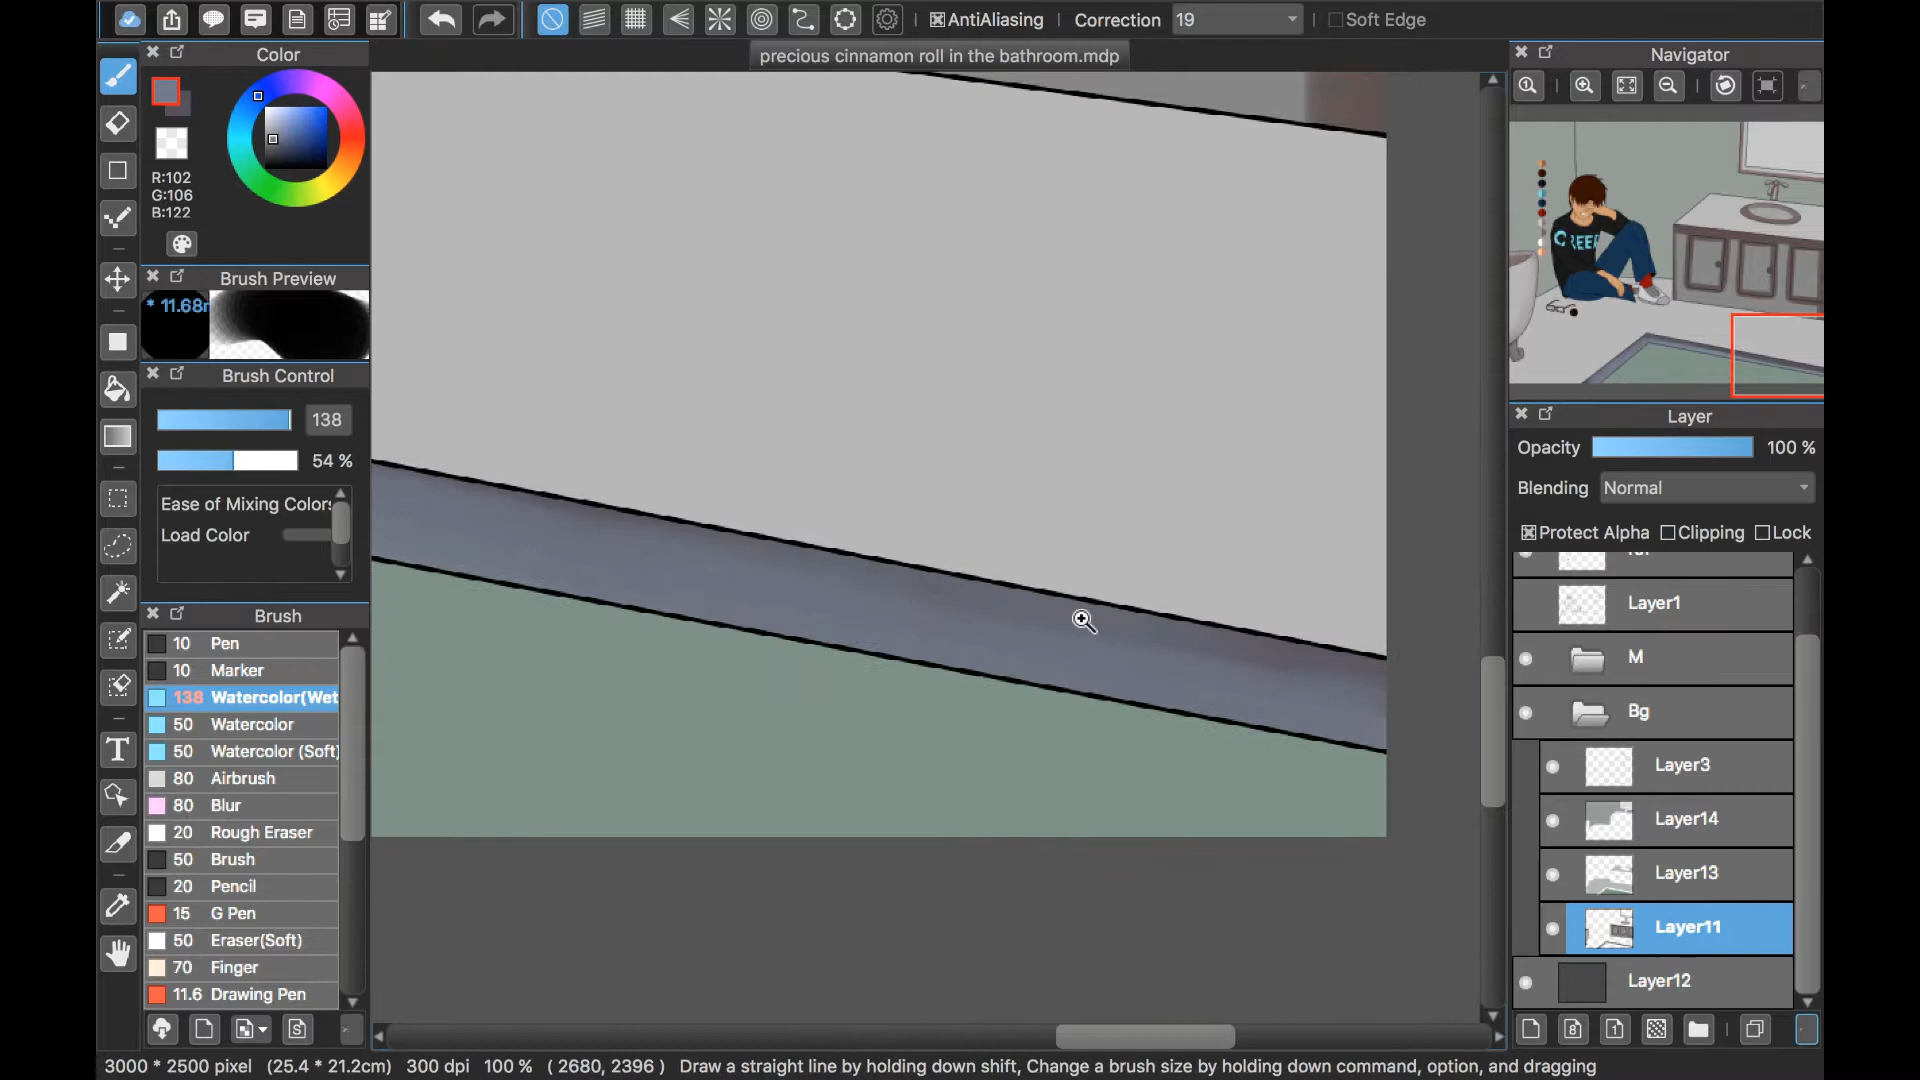 AntiAliasing
Correction 19
Soft Edge
precious cinnamon roll in the bathroom.mdp
Color
R:102
G:106
B:122
Brush Preview
* 11.68
Brush Control
138
54 %
Ease of Mixing Colors
Load Color
Brush
10 Pen
10 Marker
138 Watercolor(Wet
50 Watercolor
50 Watercolor (Soft)
80 Airbrush
80 Blur
20 Rough Eraser
50 Brush
20 Pencil
15 G Pen
50 Eraser(Soft)
70 Finger
11.6 Drawing Pen
Navigator
CREEP
Layer
Opacity 100 %
Blending Normal
Protect Alpha Clipping Lock
Layer1
M
Bg
Layer3
Layer14
Layer13
Layer11
Layer12
3000 * 2500 pixel (25.4 * 21.2cm) 300 dpi 100 % ( 2680, 2396 ) Draw a straight line by holding down shift, Change a brush size by holding down command, option, and dragging